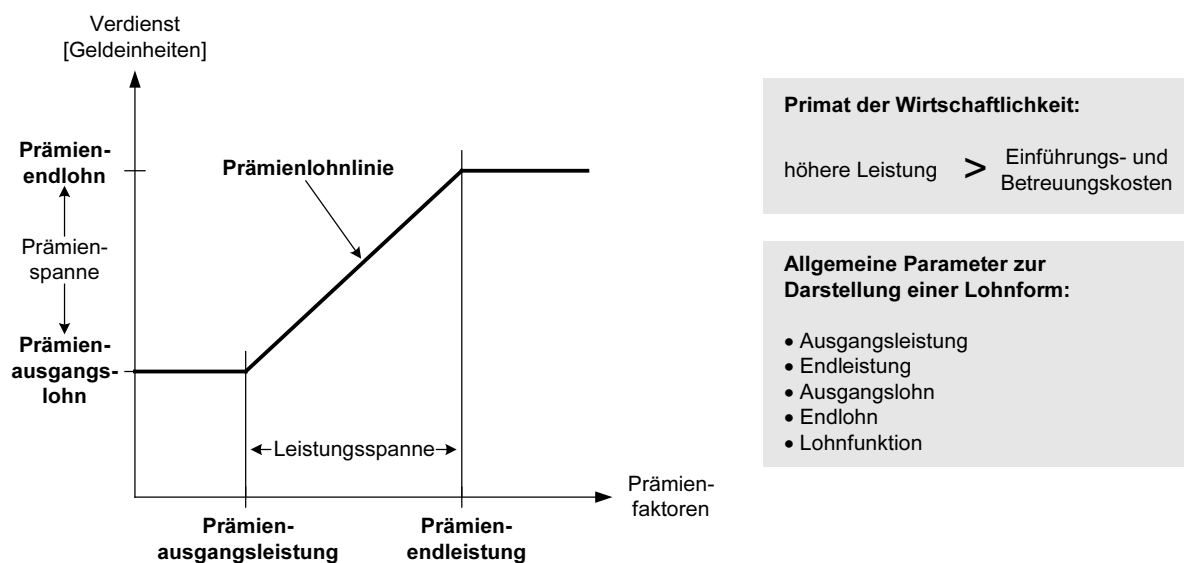 Verdienst
[Geldeinheiten]
Prämien-
endlohn
Prämien-
spanne
Prämien-
ausgangs-
lohn
Prämienlohnlinie
Leistungsspanne
Prämien-
faktoren
Prämien-
ausgangsleistung
Prämien-
endleistung
Primat der Wirtschaftlichkeit:
höhere Leistung > Einführungs- und
Betreuungskosten
Allgemeine Parameter zur
Darstellung einer Lohnform:
• Ausgangsleistung
• Endleistung
• Ausgangslohn
• Endlohn
• Lohnfunktion